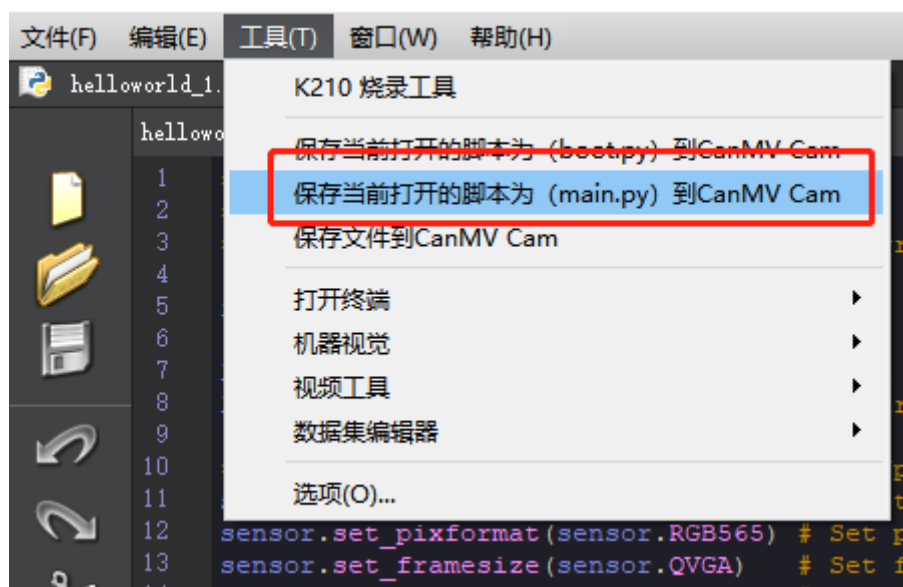 文件(F) 编辑(E) 工具(T) 窗口(W) 帮助(H)
helloworld_1.
K210 烧录工具
hellowo
保存当前打开的脚本为（boot.py）到CanMV Cam
1
保存当前打开的脚本为（main.py）到CanMV Cam
2
保存文件到CanMV Cam
3
4
打开终端
5
机器视觉
6
7
视频工具
8
数据集编辑器
9
10
选项(O)...
11
12 sensor.set_pixformat(sensor.RGB565) # Set p
13 sensor.set_framesize(sensor.QVGA) # Set f